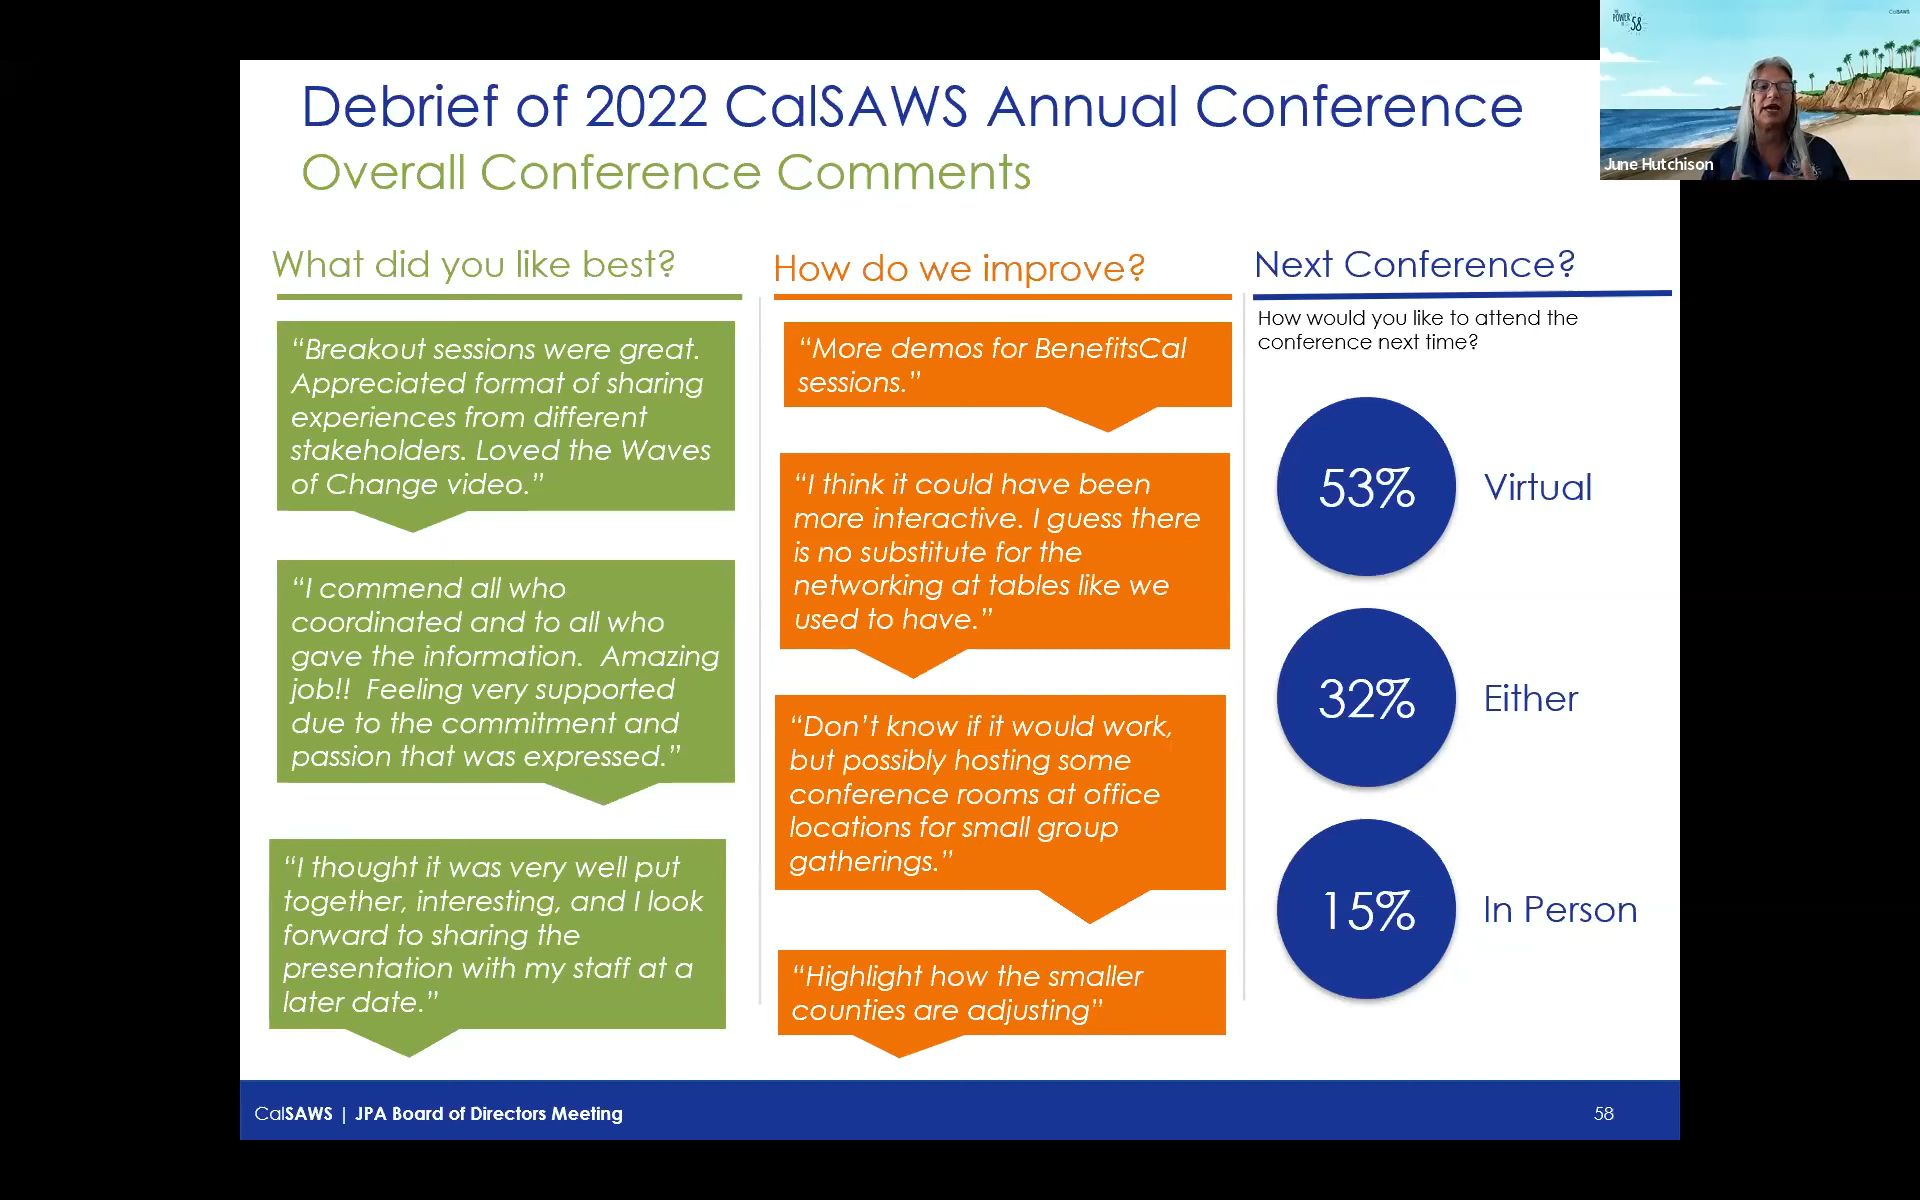 Debrief of 2022 CalSAWS Annual Conference
Overall Conference Comments
What did you like best?
“Breakout sessions were great.
Appreciated format of sharing
experiences from different
stakeholders. Loved the Waves
of Change video.”
“I commend all who
coordinated and to all who
gave the information.  Amazing
job!!  Feeling very supported
due to the commitment and
passion that was expressed.”
“I thought it was very well put
together, interesting, and I look
forward to sharing the
presentation with my staff at a
later date.”
How do we improve?
“More demos for BenefitsCal
sessions.”
“I think it could have been
more interactive. I guess there
is no substitute for the
networking at tables like we
used to have.”
“Don’t know if it would work,
but possibly hosting some
conference rooms at office
locations for small group
gatherings.”
“Highlight how the smaller
counties are adjusting”
Next Conference?
How would you like to attend the
conference next time?
53% Virtual
32% Either
15% In Person
CalSAWS | JPA Board of Directors Meeting
58
THE
POWER
OF 58
CalSAWS
June Hutchison